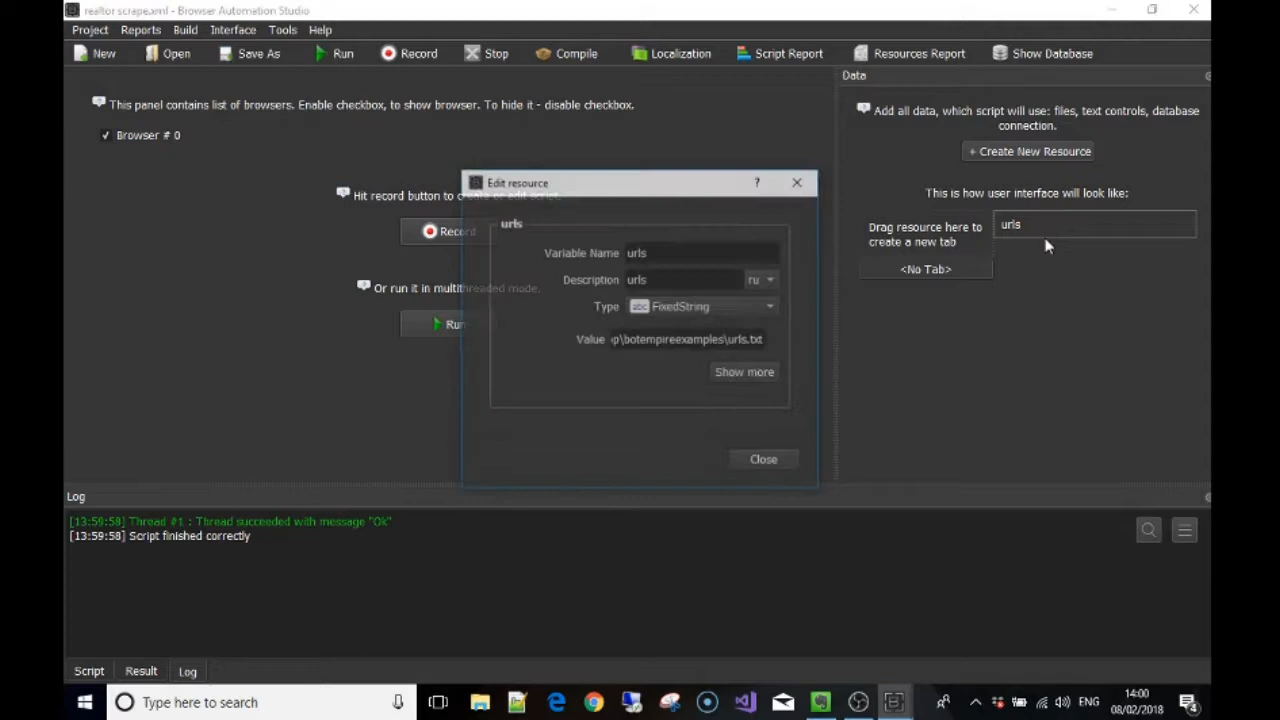 realtor scrape.xml - Browser Automation Studio
Project Reports Build Interface Tools Help
New Open Save As Run Record Stop Compile Localization Script Report Resources Report Show Database
Data
This panel contains list of browsers. Enable checkbox, to show browser. To hide it - disable checkbox.
Browser # 0
Add all data, which script will use: files, text controls, database
connection.
+ Create New Resource
This is how user interface will look like:
Drag resource here to
create a new tab
<No Tab>
urls
Hit record button to create or edit script.
Record
Or run it in multithreaded mode.
Run
Edit resource
?
urls
Variable Name urls
Description urls ru
Type abc FixedString
Value p\botempireexamples\urls.txt
Show more
Close
Log
[13:59:58] Thread #1 : Thread succeeded with message "Ok"
[13:59:58] Script finished correctly
Script Result Log
Type here to search
ENG
14:00
08/02/2018
4